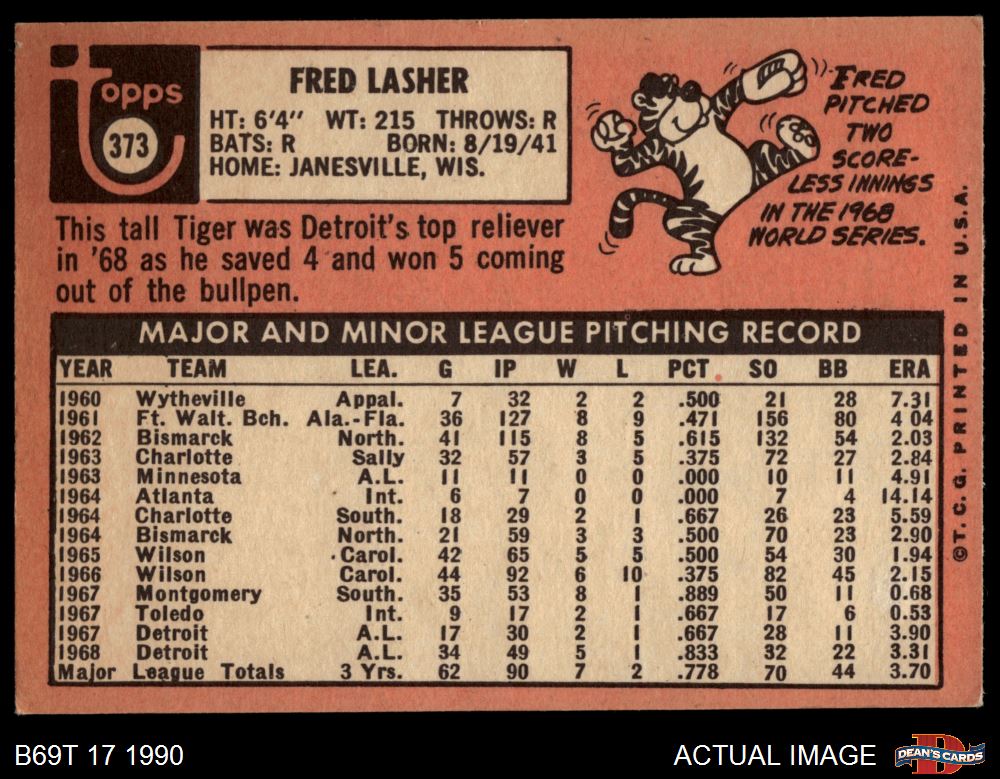 topps
373
FRED LASHER
HT: 6'4" WT: 215 THROWS: R
BATS: R BORN: 8/19/41
HOME: JANESVILLE, WIS.
FRED
PITCHED
TWO
SCORE-
LESS INNINGS
IN THE 1968
WORLD SERIES.
This tall Tiger was Detroit's top reliever
in '68 as he saved 4 and won 5 coming
out of the bullpen.
MAJOR AND MINOR LEAGUE PITCHING RECORD
YEAR TEAM LEA. G IP W L PCT. SO BB ERA
1960 Wytheville Appal. 7 32 2 2 .500 21 28 7.31
1961 Ft. Walt. Bch. Ala.-Fla. 36 127 8 9 .471 156 80 4 04
1962 Bismarck North. 41 115 8 5 .615 132 54 2.03
1963 Charlotte Sally 32 57 3 5 .375 72 27 2.84
1963 Minnesota A.L. 11 11 0 0 .000 10 11 4.91
1964 Atlanta Int. 6 7 0 0 .000 7 4 14.14
1964 Charlotte South. 18 29 2 1 .667 26 23 5.59
1964 Bismarck North. 21 59 3 3 .500 70 23 2.90
1965 Wilson Carol. 42 65 5 5 .500 54 30 1.94
1966 Wilson Carol. 44 92 6 10 .375 82 45 2.15
1967 Montgomery South. 35 53 8 1 .889 50 11 0.68
1967 Toledo Int. 9 17 2 1 .667 17 6 0.53
1967 Detroit A.L. 17 30 2 1 .667 28 11 3.90
1968 Detroit A.L. 34 49 5 1 .833 32 22 3.31
Major League Totals 3 Yrs. 62 90 7 2 .778 70 44 3.70
©T. C. G. PRINTED IN U.S.A.
B69T 17 1990
ACTUAL IMAGE
DEAN'S CARDS